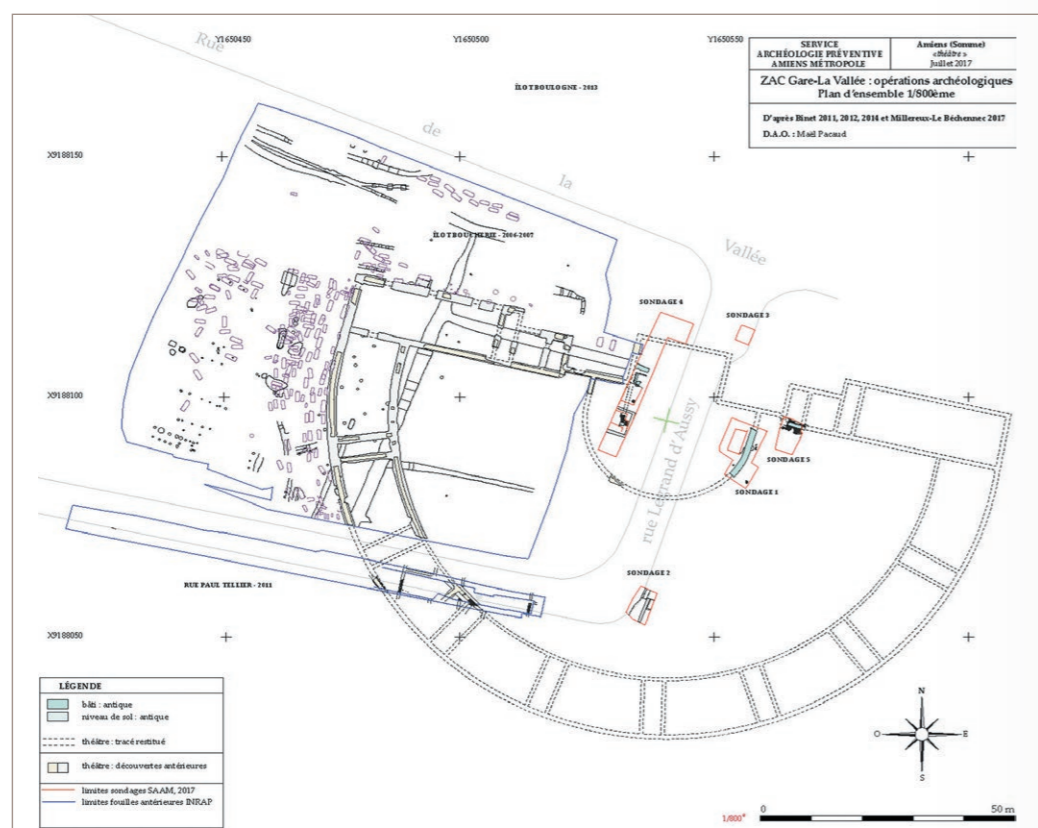 SERVICE
ARCHÉOLOGIE PRÉVENTIVE
AMIENS MÉTROPOLE
Amiens (Somme)
« théâtre »
Juillet 2017
ZAC Gare-La Vallée : opérations archéologiques
Plan d'ensemble 1/800ème
D'après Binet 2011, 2012, 2014 et Millereux-Le Béchennec 2017
D.A.O. : Maël Pacaud
Y1650450
Y1650500
Y1650550
Rue
de
la
Vallée
ÎLOT BOULOGNE - 2013
X9188150
ÎLOT BOUCHERIE - 2006-2007
SONDAGE 4
SONDAGE 3
X9188100
rue Legrand d'Aussy
SONDAGE 5
SONDAGE 1
SONDAGE 2
RUE PAUL TELLIER - 2011
X9188050
LÉGENDE
bâti : antique
niveau de sol : antique
théâtre : tracé restitué
théâtre : découvertes antérieures
limites sondages SAAM, 2017
limites fouilles antérieures INRAP
N
O
E
S
1/800°
0
50 m